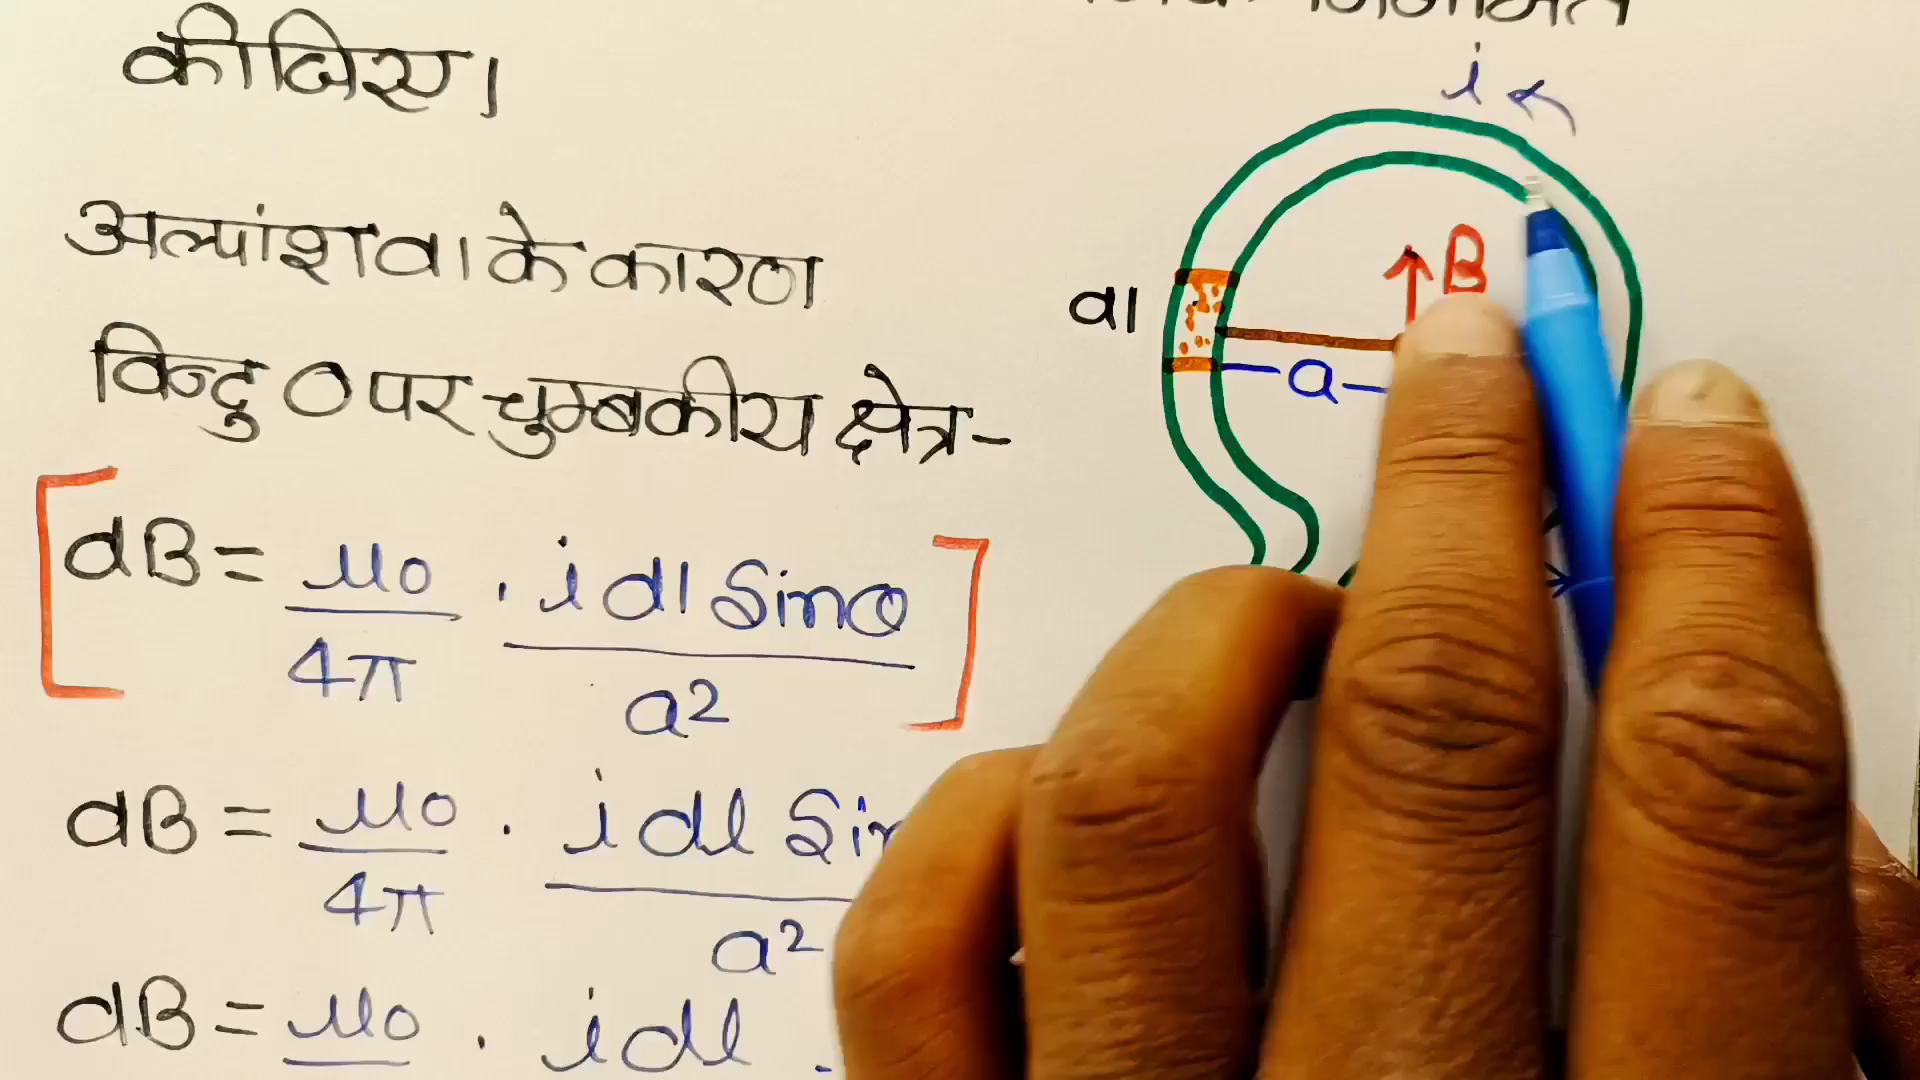 कीजिए।
अल्पांश dl के कारण
विन्दु O पर चुम्बकीय क्षेत्र-
dB = μ0/4π . i dl Sinθ/a²
dB = μ0/4π . i dl Sin/a²
dB = μ0 . i dl .
i
B
dl
a